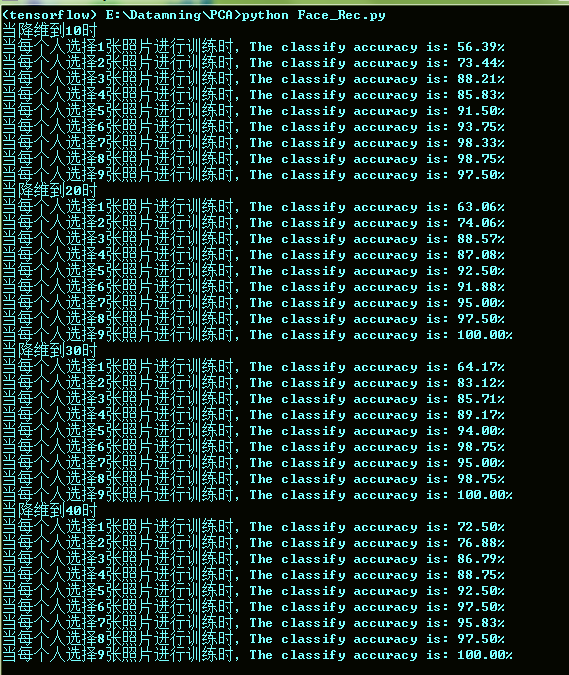 (tensorflow) E:\Datamning\PCA>python Face_Rec.py
当降维到10时
当每个人选择1张照片进行训练时, The classify accuracy is: 56.39%
当每个人选择2张照片进行训练时, The classify accuracy is: 73.44%
当每个人选择3张照片进行训练时, The classify accuracy is: 88.21%
当每个人选择4张照片进行训练时, The classify accuracy is: 85.83%
当每个人选择5张照片进行训练时, The classify accuracy is: 91.50%
当每个人选择6张照片进行训练时, The classify accuracy is: 93.75%
当每个人选择7张照片进行训练时, The classify accuracy is: 98.33%
当每个人选择8张照片进行训练时, The classify accuracy is: 98.75%
当每个人选择9张照片进行训练时, The classify accuracy is: 97.50%
当降维到20时
当每个人选择1张照片进行训练时, The classify accuracy is: 63.06%
当每个人选择2张照片进行训练时, The classify accuracy is: 74.06%
当每个人选择3张照片进行训练时, The classify accuracy is: 88.57%
当每个人选择4张照片进行训练时, The classify accuracy is: 87.08%
当每个人选择5张照片进行训练时, The classify accuracy is: 92.50%
当每个人选择6张照片进行训练时, The classify accuracy is: 91.88%
当每个人选择7张照片进行训练时, The classify accuracy is: 95.00%
当每个人选择8张照片进行训练时, The classify accuracy is: 97.50%
当每个人选择9张照片进行训练时, The classify accuracy is: 100.00%
当降维到30时
当每个人选择1张照片进行训练时, The classify accuracy is: 64.17%
当每个人选择2张照片进行训练时, The classify accuracy is: 83.12%
当每个人选择3张照片进行训练时, The classify accuracy is: 85.71%
当每个人选择4张照片进行训练时, The classify accuracy is: 89.17%
当每个人选择5张照片进行训练时, The classify accuracy is: 94.00%
当每个人选择6张照片进行训练时, The classify accuracy is: 98.75%
当每个人选择7张照片进行训练时, The classify accuracy is: 95.00%
当每个人选择8张照片进行训练时, The classify accuracy is: 98.75%
当每个人选择9张照片进行训练时, The classify accuracy is: 100.00%
当降维到40时
当每个人选择1张照片进行训练时, The classify accuracy is: 72.50%
当每个人选择2张照片进行训练时, The classify accuracy is: 76.88%
当每个人选择3张照片进行训练时, The classify accuracy is: 86.79%
当每个人选择4张照片进行训练时, The classify accuracy is: 88.75%
当每个人选择5张照片进行训练时, The classify accuracy is: 92.50%
当每个人选择6张照片进行训练时, The classify accuracy is: 97.50%
当每个人选择7张照片进行训练时, The classify accuracy is: 95.83%
当每个人选择8张照片进行训练时, The classify accuracy is: 97.50%
当每个人选择9张照片进行训练时, The classify accuracy is: 100.00%